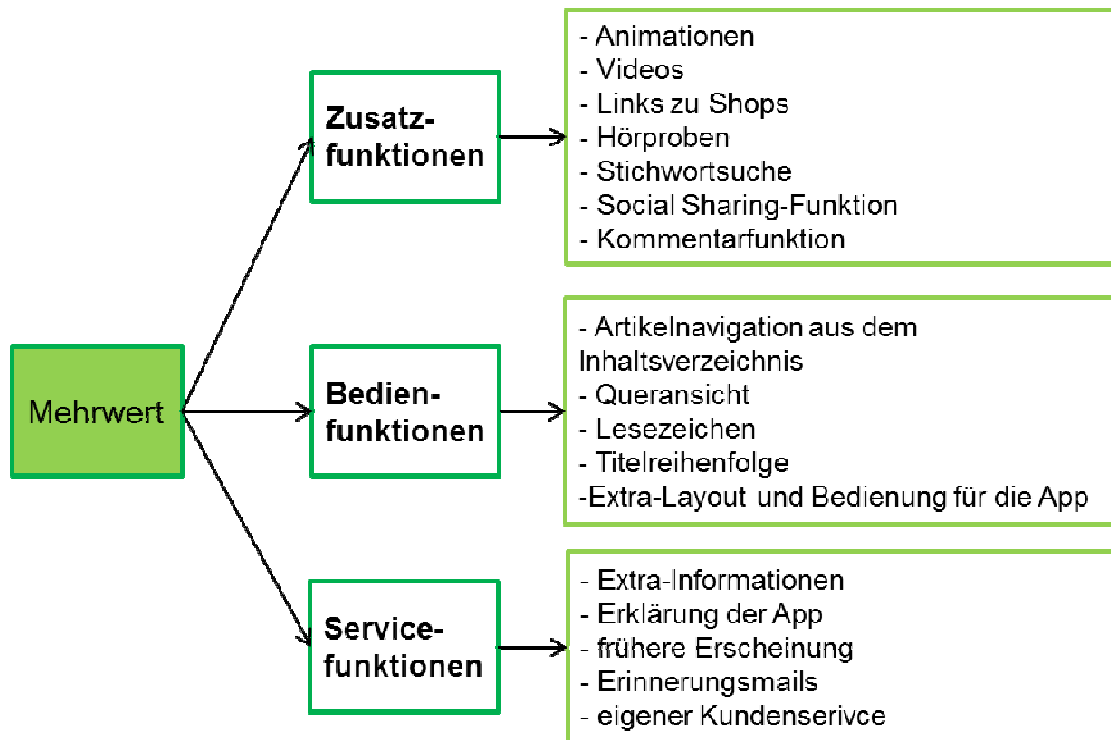 Mehrwert
Zusatz-
funktionen
- Animationen
- Videos
- Links zu Shops
- Hörproben
- Stichwortsuche
- Social Sharing-Funktion
- Kommentarfunktion
Bedien-
funktionen
- Artikelnavigation aus dem
Inhaltsverzeichnis
- Queransicht
- Lesezeichen
- Titelreihenfolge
-Extra-Layout und Bedienung für die App
Service-
funktionen
- Extra-Informationen
- Erklärung der App
- frühere Erscheinung
- Erinnerungsmails
- eigener Kundenserivce